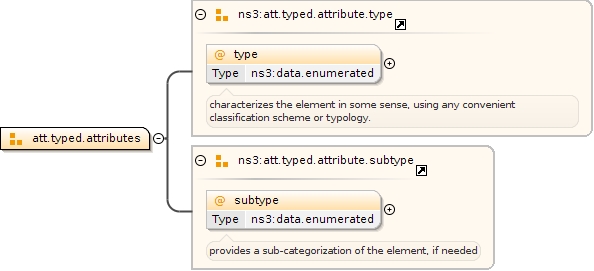 ns3:att.typed.attribute.type
@ type
Type ns3:data.enumerated
characterizes the element in some sense, using any convenient
classification scheme or typology.
att.typed.attributes
ns3:att.typed.attribute.subtype
@ subtype
Type ns3:data.enumerated
provides a sub-categorization of the element, if needed